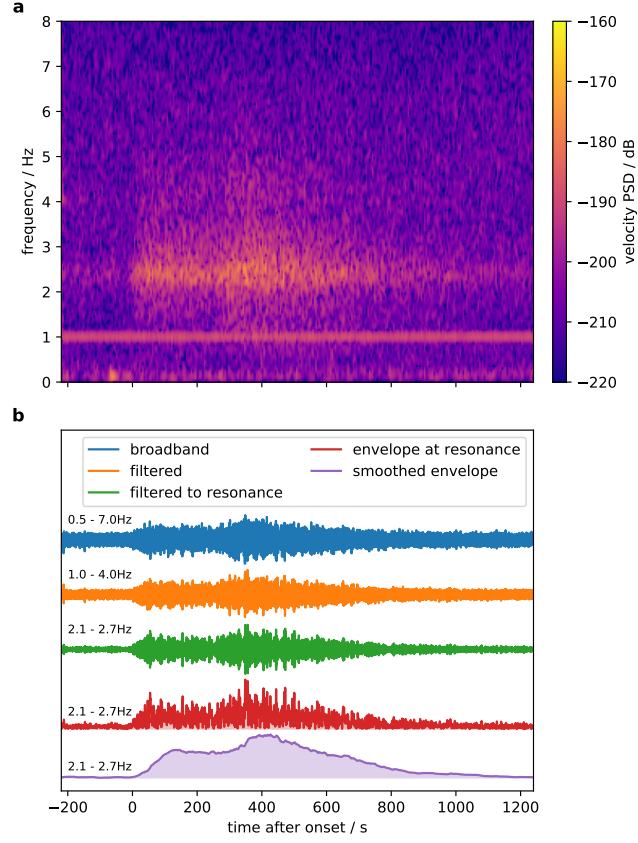 a
8
7
6
5
4
3
2
1
0
frequency / Hz
−160
−170
−180
−190
−200
−210
−220
velocity PSD / dB
b
broadband
filtered
filtered to resonance
envelope at resonance
smoothed envelope
0.5 - 7.0Hz
1.0 - 4.0Hz
2.1 - 2.7Hz
2.1 - 2.7Hz
2.1 - 2.7Hz
−200 0 200 400 600 800 1000 1200
time after onset / s